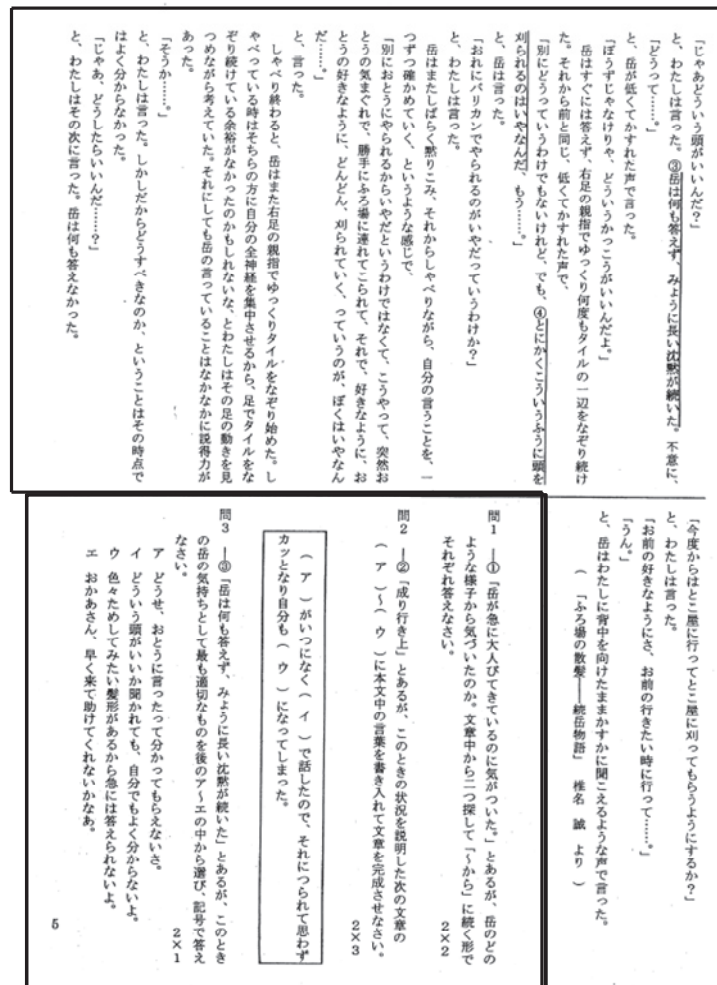 「じゃあどういう頭がいいんだ？」
と、わたしは言った。③岳は何も答えず、みょうに長い沈黙が続いた。不意に、
「どうって……。」
と、岳が低くてかすれた声で言った。
「ぼうずじゃなけりゃ、どういうかっこうがいいんだよ。」
岳はすぐには答えず、右足の親指でゆっくり何度もタイルの一辺をなぞり続け
た。それから前と同じ、低くてかすれた声で、
「別にどうっていうわけでもないけれど、でも、④とにかくこういうふうに頭を
刈られるのはいやなんだ、もう……。」
と、岳は言った。
「おれにバリカンでやられるのがいやだっていうわけか？」
と、わたしは言った。
岳はまたしばらく黙りこみ、それからしゃべりながら、自分の言うことを、一
つずつ確かめていく、というような感じで、
「別におとうにやられるからいやだというわけではなくて、こうやって、突然お
とうの気まぐれで、勝手にふろ場に連れてこられて、それで、好きなように、お
とうの好きなように、どんどん、刈られていく、っていうのが、ぼくはいやなん
だ……。」
と、言った。
しゃべり終わると、岳はまた右足の親指でゆっくりタイルをなぞり始めた。し
ゃべっている時はそちらの方に自分の全神経を集中させるから、足でタイルをな
ぞり続けている余裕がなかったのかもしれないな、とわたしはその足の動きを見
つめながら考えていた。それにしても岳の言っていることはなかなかに説得力が
あった。
「そうか……。」
と、わたしは言った。しかしだからどうすべきなのか、ということはその時点で
はよく分からなかった。
「じゃあ、どうしたらいいんだ……？」
と、わたしはその次に言った。岳は何も答えなかった。
「今度からはとこ屋に行ってとこ屋に刈ってもらうようにするか？」
と、わたしは言った。
「お前の好きなようにさ、お前の行きたい時に行って……。」
「うん。」
と、岳はわたしに背中を向けたままかすかに聞こえるような声で言った。
（　「ふろ場の散髪――続岳物語」　椎名　誠　より　）
問1　―①「岳が急に大人びてきているのに気がついた。」とあるが、岳のどの
ような様子から気づいたのか。文章中から二つ探して「～から」に続く形で
それぞれ答えなさい。
2×2
問2　―②「成り行き上」とあるが、このときの状況を説明した次の文章の
（　ア　）～（　ウ　）に本文中の言葉を書き入れて文章を完成させなさい。
2×3
（　ア　）がいつになく（　イ　）で話したので、それにつられて思わず
カッとなり自分も（　ウ　）になってしまった。
問3　―③「岳は何も答えず、みょうに長い沈黙が続いた」とあるが、このとき
の岳の気持ちとして最も適切なものを後のア～エの中から選び、記号で答え
なさい。
2×1
ア　どうせ、おとうに言ったって分かってもらえないさ。
イ　どういう頭がいいか聞かれても、自分でもよく分からないよ。
ウ　色々ためしてみたい髪形があるから急には答えられないよ。
エ　おかあさん、早く来て助けてくれないかなあ。
5